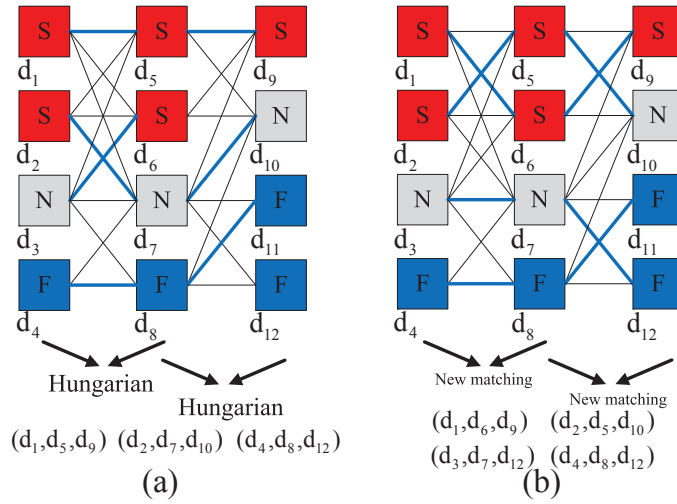 S S S
d1 d5 d9
S S N
d2 d6 d10
N N F
d3 d7 d11
F F F
d4 d8 d12
Hungarian
Hungarian
(d1,d5,d9) (d2,d7,d10) (d4,d8,d12)
(a)
S S S
d1 d5 d9
S S N
d2 d6 d10
N N F
d3 d7 d11
F F F
d4 d8 d12
New matching
New matching
(d1,d6,d9) (d2,d5,d10)
(d3,d7,d12) (d4,d8,d12)
(b)